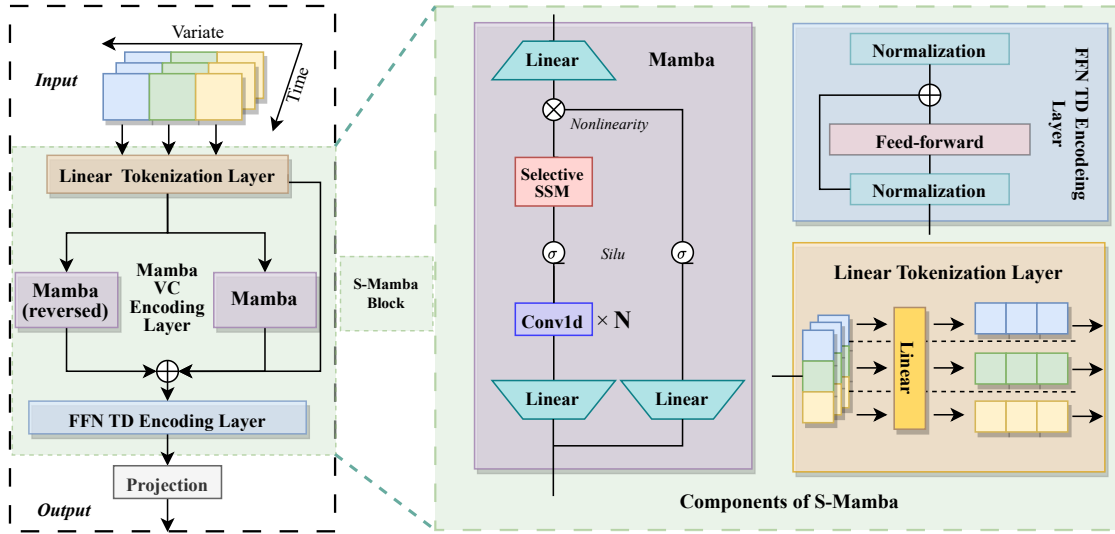 Variate
Input
Time
Linear Tokenization Layer
Mamba
(reversed)
Mamba
VC
Encoding
Layer
Mamba
FFN TD Encoding Layer
Projection
Output
S-Mamba
Block
Linear
Mamba
Nonlinearity
Selective
SSM
σ
Silu
σ
Conv1d
× N
Linear
Linear
Normalization
Feed-forward
Normalization
FFN TD Encodeing
Layer
Linear Tokenization Layer
Linear
Components of S-Mamba